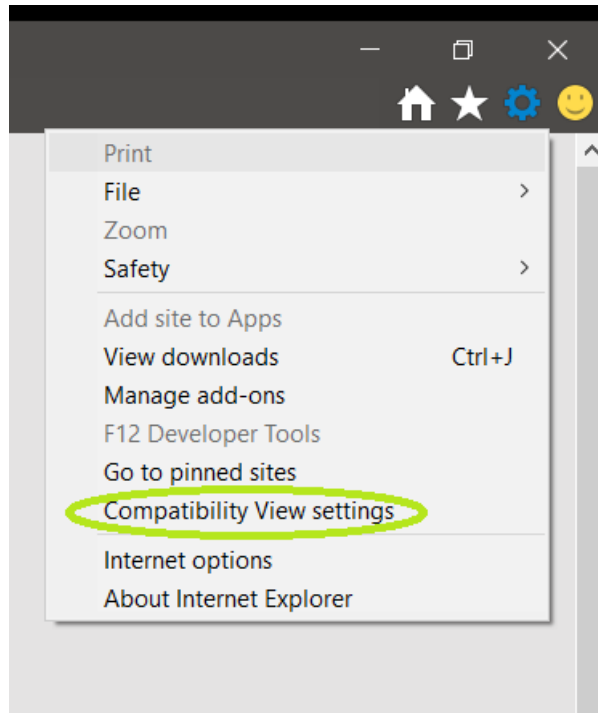 Print
File
Zoom
Safety
Add site to Apps
View downloads Ctrl+J
Manage add-ons
F12 Developer Tools
Go to pinned sites
Compatibility View settings
Internet options
About Internet Explorer